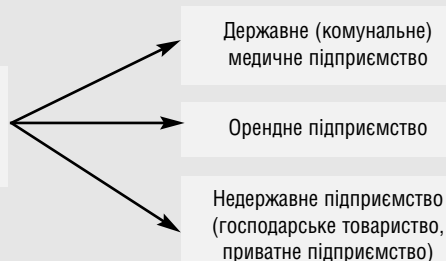 Державне (комунальне)
медичне підприємство
Орендне підприємство
Недержавне підприємство
(господарське товариство,
приватне підприємство)